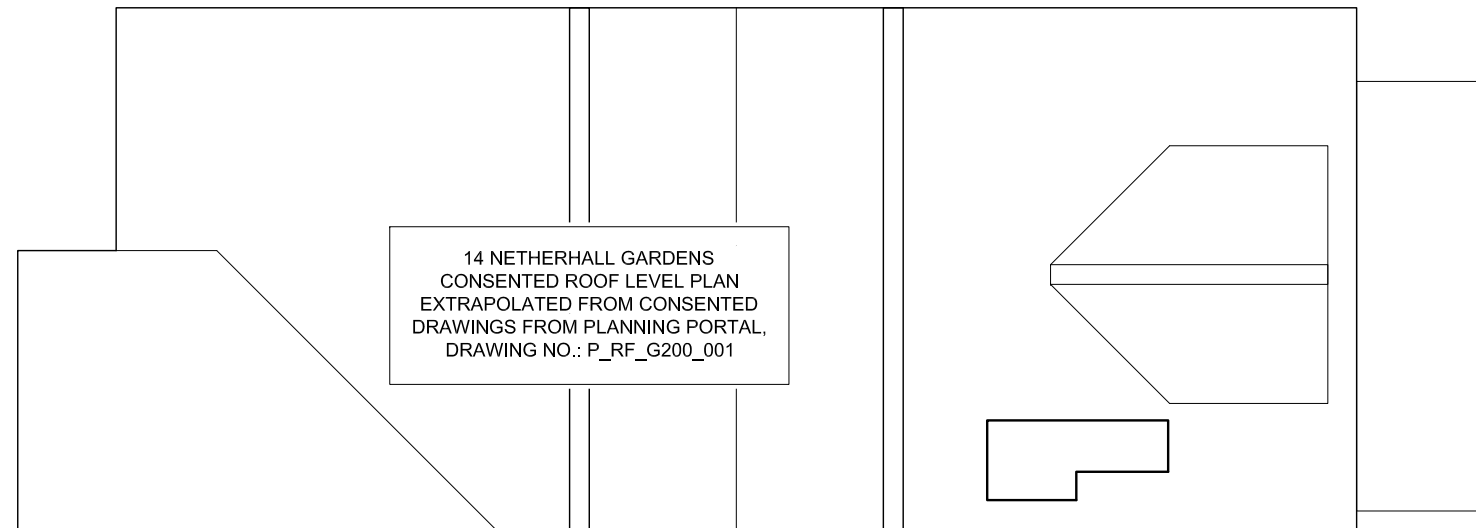 14 NETHERHALL GARDENS
CONSENTED ROOF LEVEL PLAN
EXTRAPOLATED FROM CONSENTED
DRAWINGS FROM PLANNING PORTAL,
DRAWING NO.: P_RF_G200_001